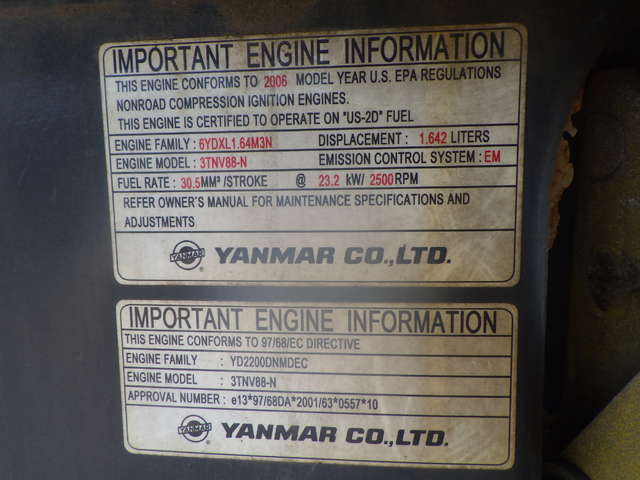 IMPORTANT ENGINE INFORMATION
THIS ENGINE CONFORMS TO 2006 MODEL YEAR U.S. EPA REGULATIONS
NONROAD COMPRESSION IGNITION ENGINES.
THIS ENGINE IS CERTIFIED TO OPERATE ON "US-2D" FUEL
ENGINE FAMILY : 6YDXL1.64M3N DISPLACEMENT : 1.642 LITERS
ENGINE MODEL : 3TNV88-N EMISSION CONTROL SYSTEM : EM
FUEL RATE : 30.5MM³ /STROKE @ 23.2 kW/ 2500 RPM
REFER OWNER'S MANUAL FOR MAINTENANCE SPECIFICATIONS AND
ADJUSTMENTS
YANMAR ® YANMAR CO.,LTD.
IMPORTANT ENGINE INFORMATION
THIS ENGINE CONFORMS TO 97/68/EC DIRECTIVE
ENGINE FAMILY : YD2200DNMDEC
ENGINE MODEL : 3TNV88-N
APPROVAL NUMBER : e13*97/68DA*2001/63*0557*10
YANMAR ® YANMAR CO.,LTD.